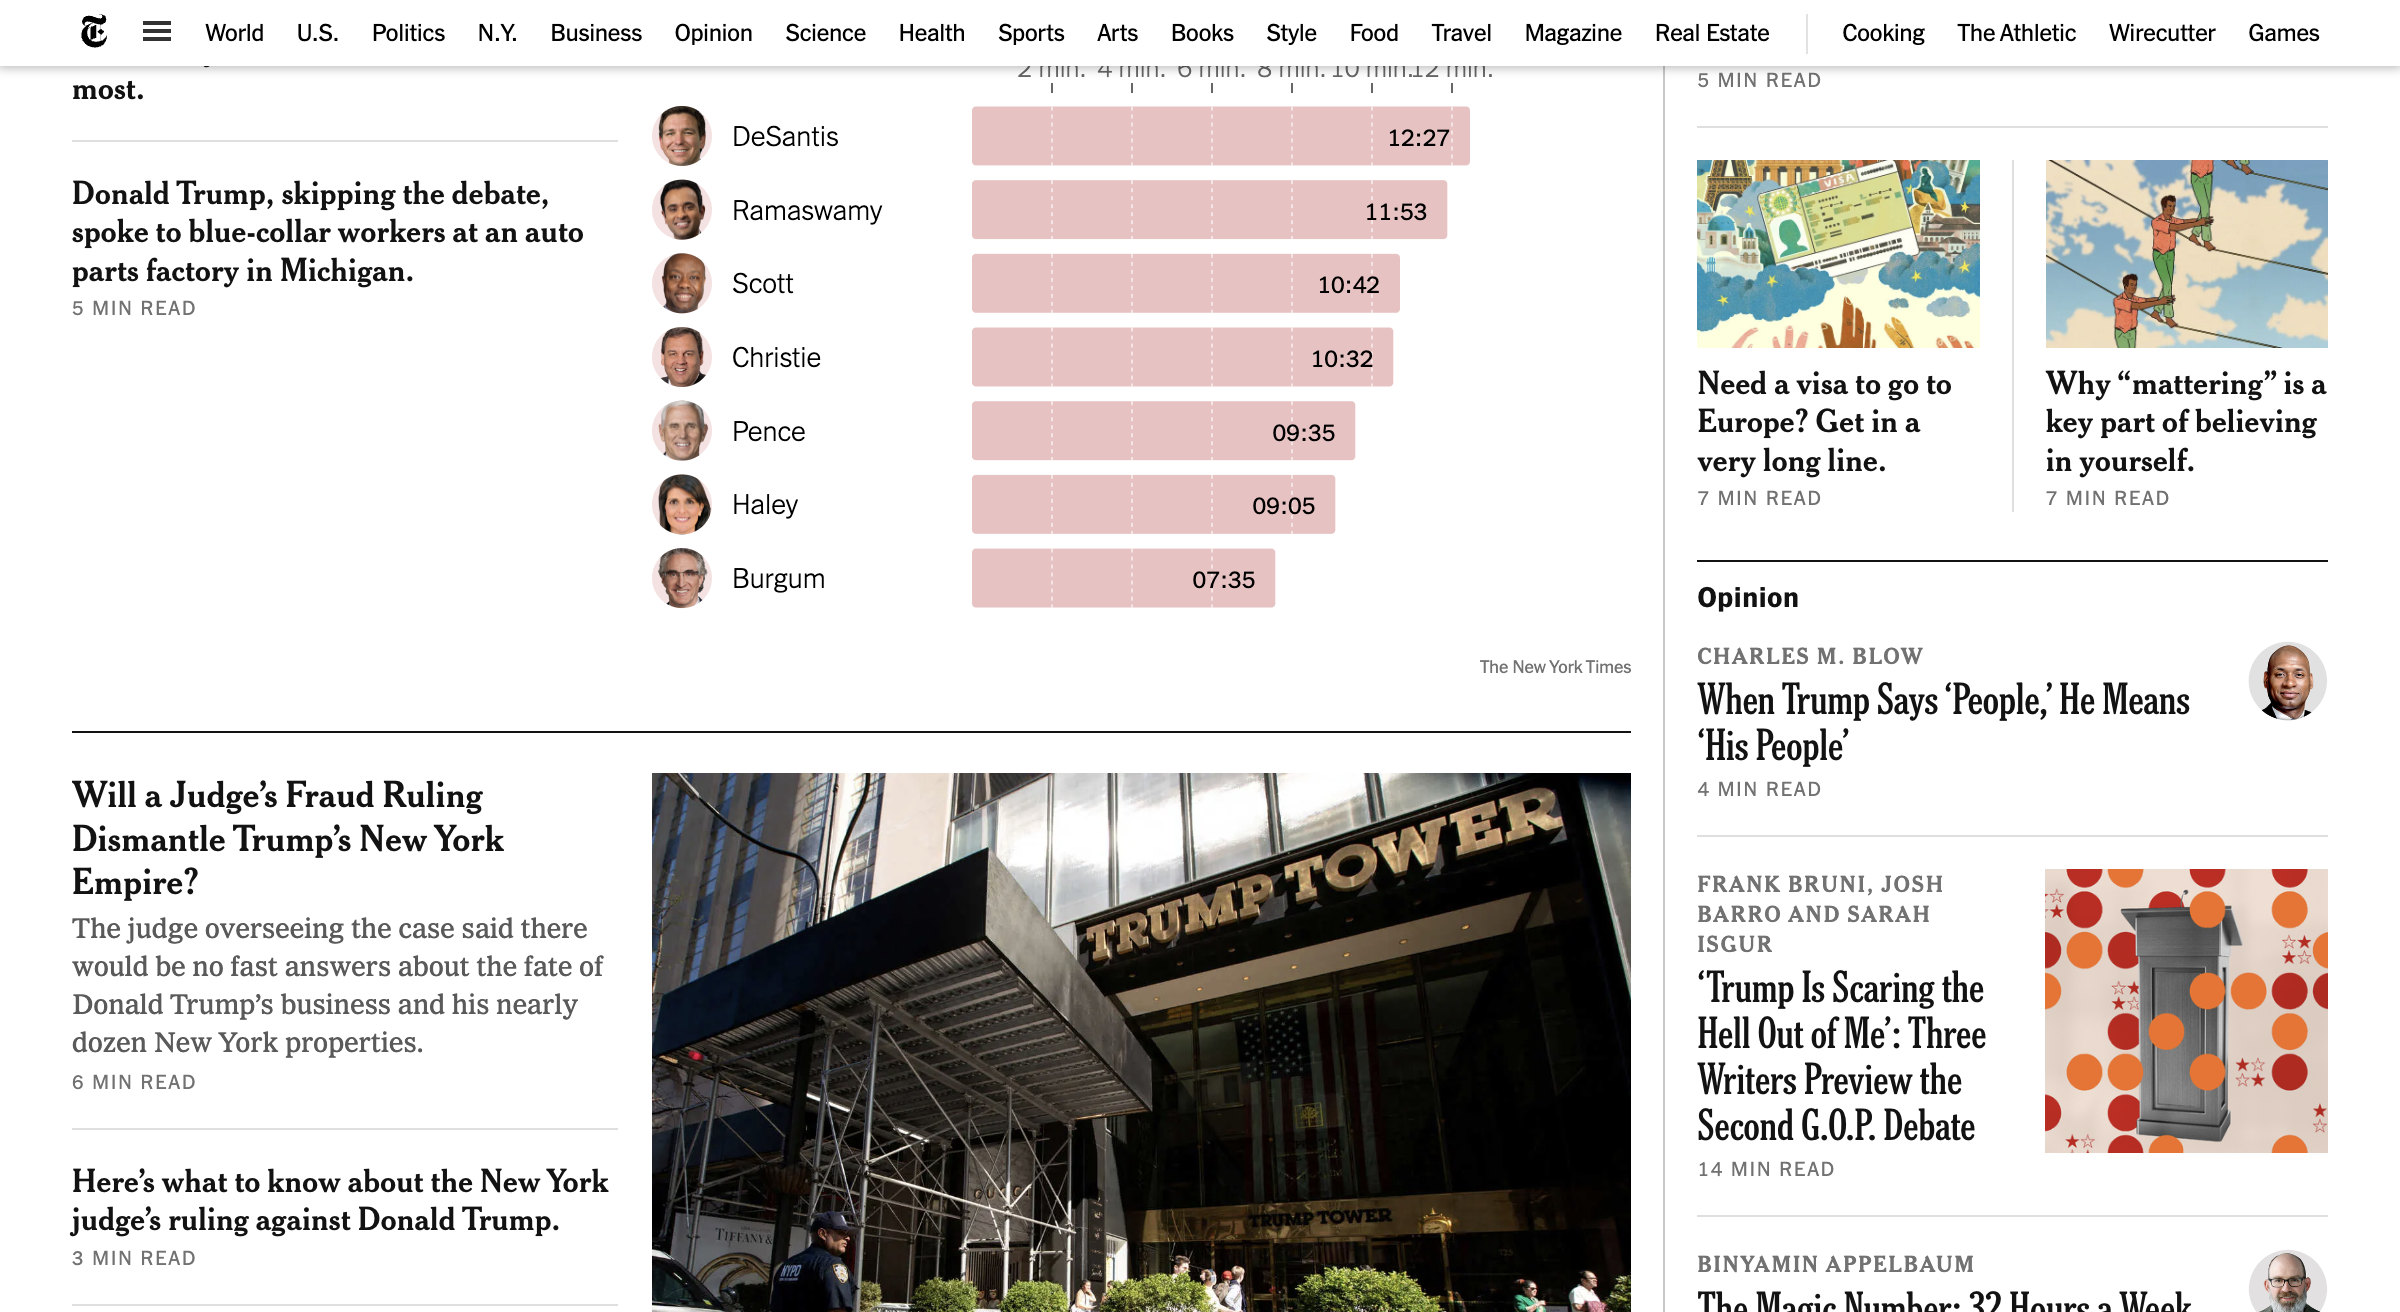 World U.S. Politics N.Y. Business Opinion Science Health Sports Arts Books Style Food Travel Magazine Real Estate Cooking The Athletic Wirecutter Games
most.
Donald Trump, skipping the debate,
spoke to blue-collar workers at an auto
parts factory in Michigan.
5 MIN READ
2 min. 4 min. 6 min. 8 min. 10 min. 12 min.
DeSantis 12:27
Ramaswamy 11:53
Scott 10:42
Christie 10:32
Pence 09:35
Haley 09:05
Burgum 07:35
The New York Times
Will a Judge’s Fraud Ruling
Dismantle Trump’s New York
Empire?
The judge overseeing the case said there
would be no fast answers about the fate of
Donald Trump’s business and his nearly
dozen New York properties.
6 MIN READ
Here’s what to know about the New York
judge’s ruling against Donald Trump.
3 MIN READ
TRUMP TOWER
GUCCI
TRUMP TOWER
TIFFANY &
NYPD
5 MIN READ
VISA
Need a visa to go to
Europe? Get in a
very long line.
7 MIN READ
Why “mattering” is a
key part of believing
in yourself.
7 MIN READ
Opinion
CHARLES M. BLOW
When Trump Says ‘People,’ He Means
‘His People’
4 MIN READ
FRANK BRUNI, JOSH
BARRO AND SARAH
ISGUR
‘Trump Is Scaring the
Hell Out of Me’: Three
Writers Preview the
Second G.O.P. Debate
14 MIN READ
BINYAMIN APPELBAUM
The Magic Number: 32 Hours a Week